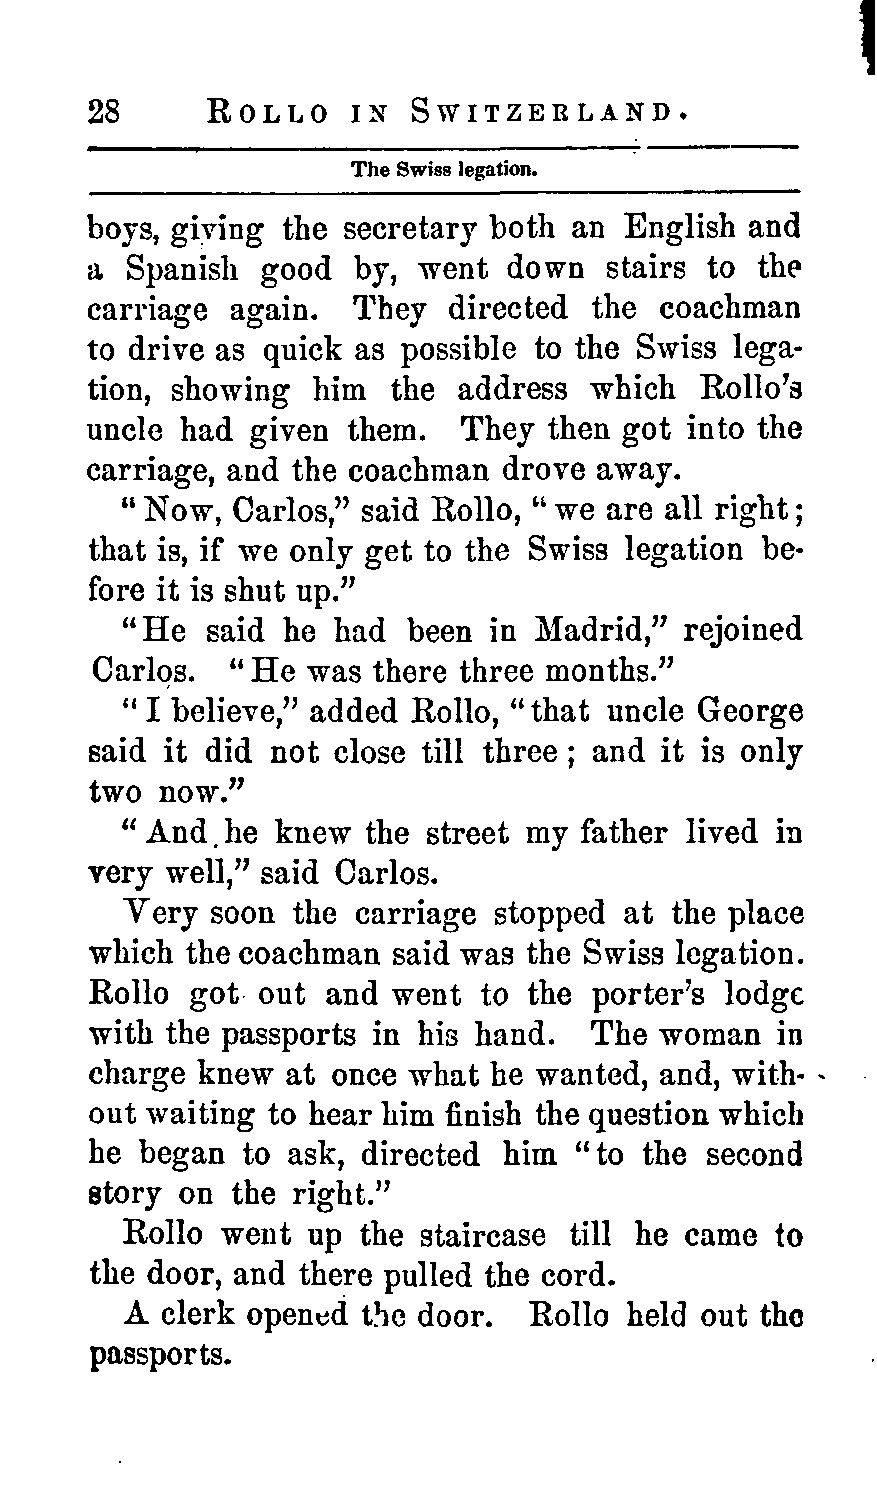 28 ROLLO IN SWITZERLAND.
The Swiss legation.
boys, giving the secretary both an English and
a Spanish good by, went down stairs to the
carriage again. They directed the coachman
to drive as quick as possible to the Swiss lega-
tion, showing him the address which Rollo's
uncle had given them. They then got into the
carriage, and the coachman drove away.
"Now, Carlos," said Rollo, "we are all right;
that is, if we only get to the Swiss legation be-
fore it is shut up."
"He said he had been in Madrid," rejoined
Carlos. "He was there three months."
"I believe," added Rollo, "that uncle George
said it did not close till three; and it is only
two now."
"And he knew the street my father lived in
very well," said Carlos.
Very soon the carriage stopped at the place
which the coachman said was the Swiss legation.
Rollo got out and went to the porter's lodge
with the passports in his hand. The woman in
charge knew at once what he wanted, and, with-
out waiting to hear him finish the question which
he began to ask, directed him "to the second
story on the right."
Rollo went up the staircase till he came to
the door, and there pulled the cord.
A clerk opened the door. Rollo held out the
passports.